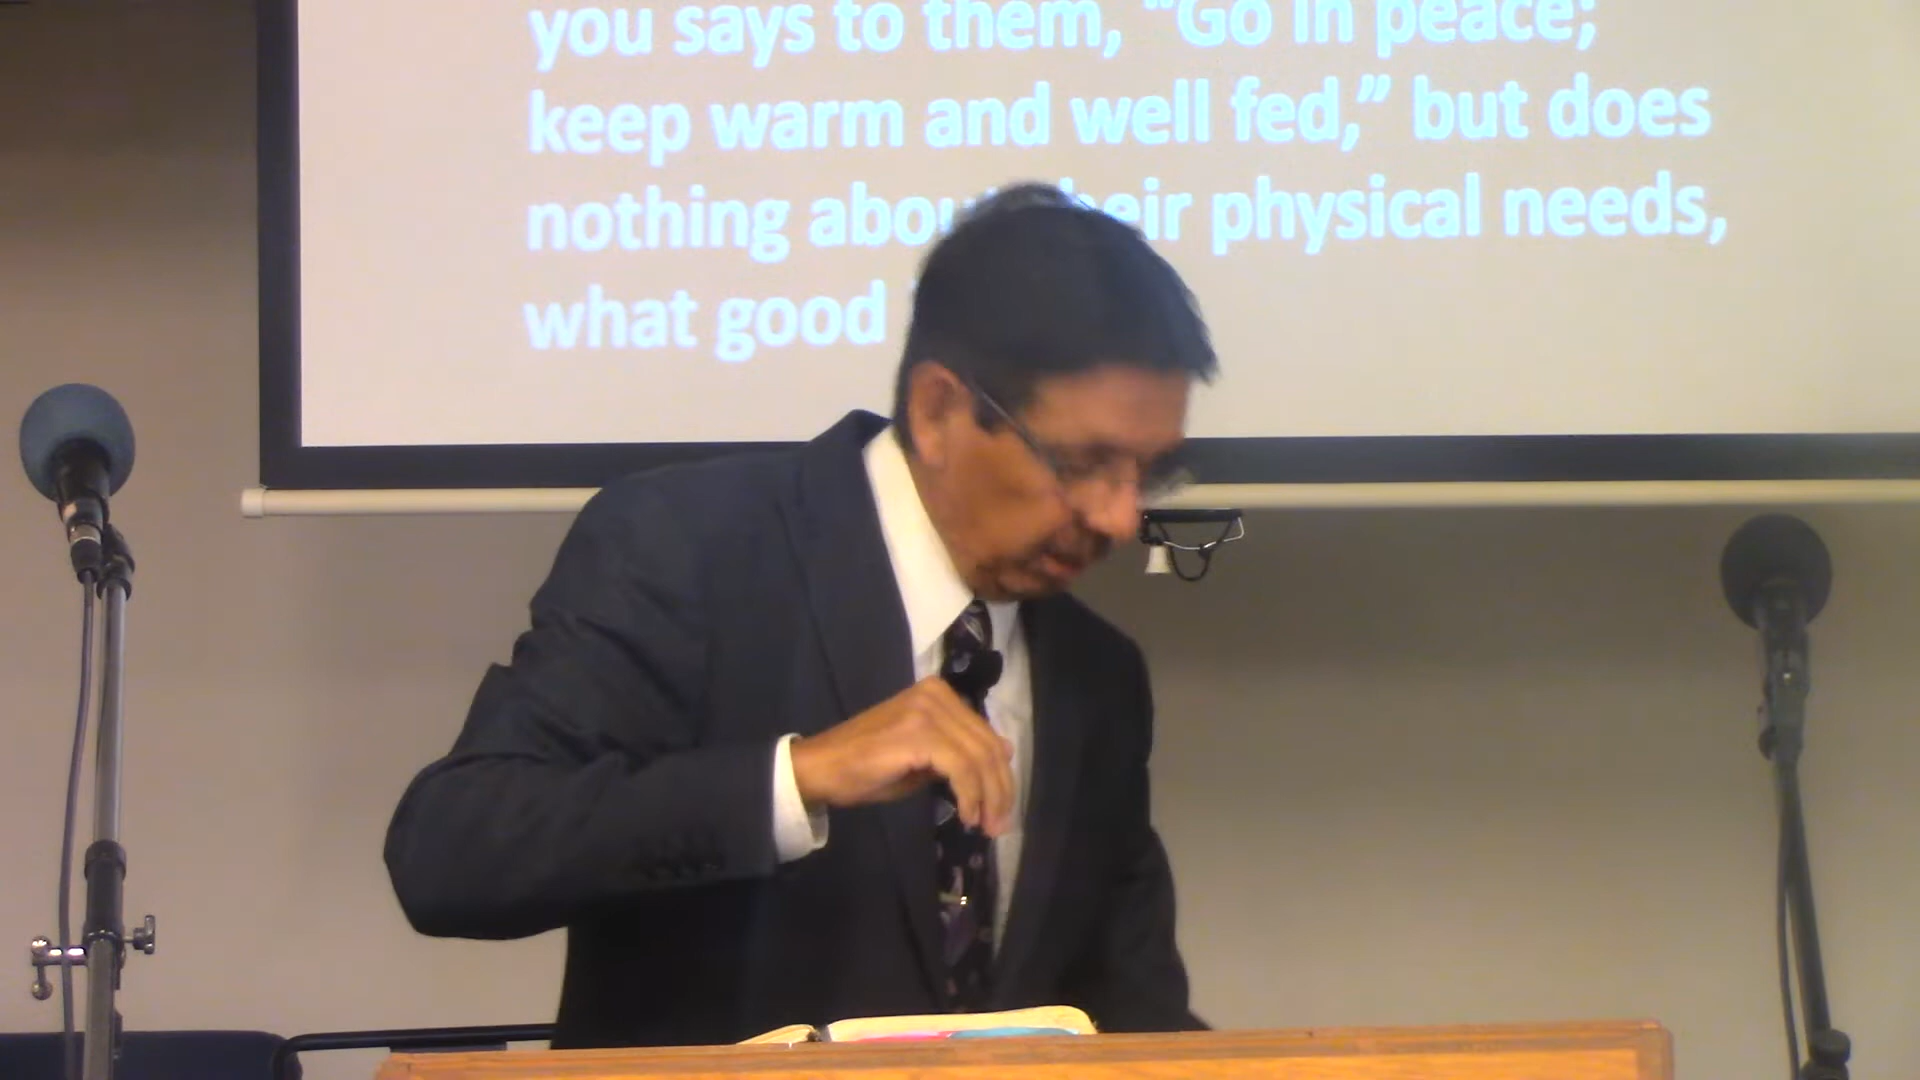 you says to them, “Go in peace;
keep warm and well fed,” but does
nothing about their physical needs,
what good